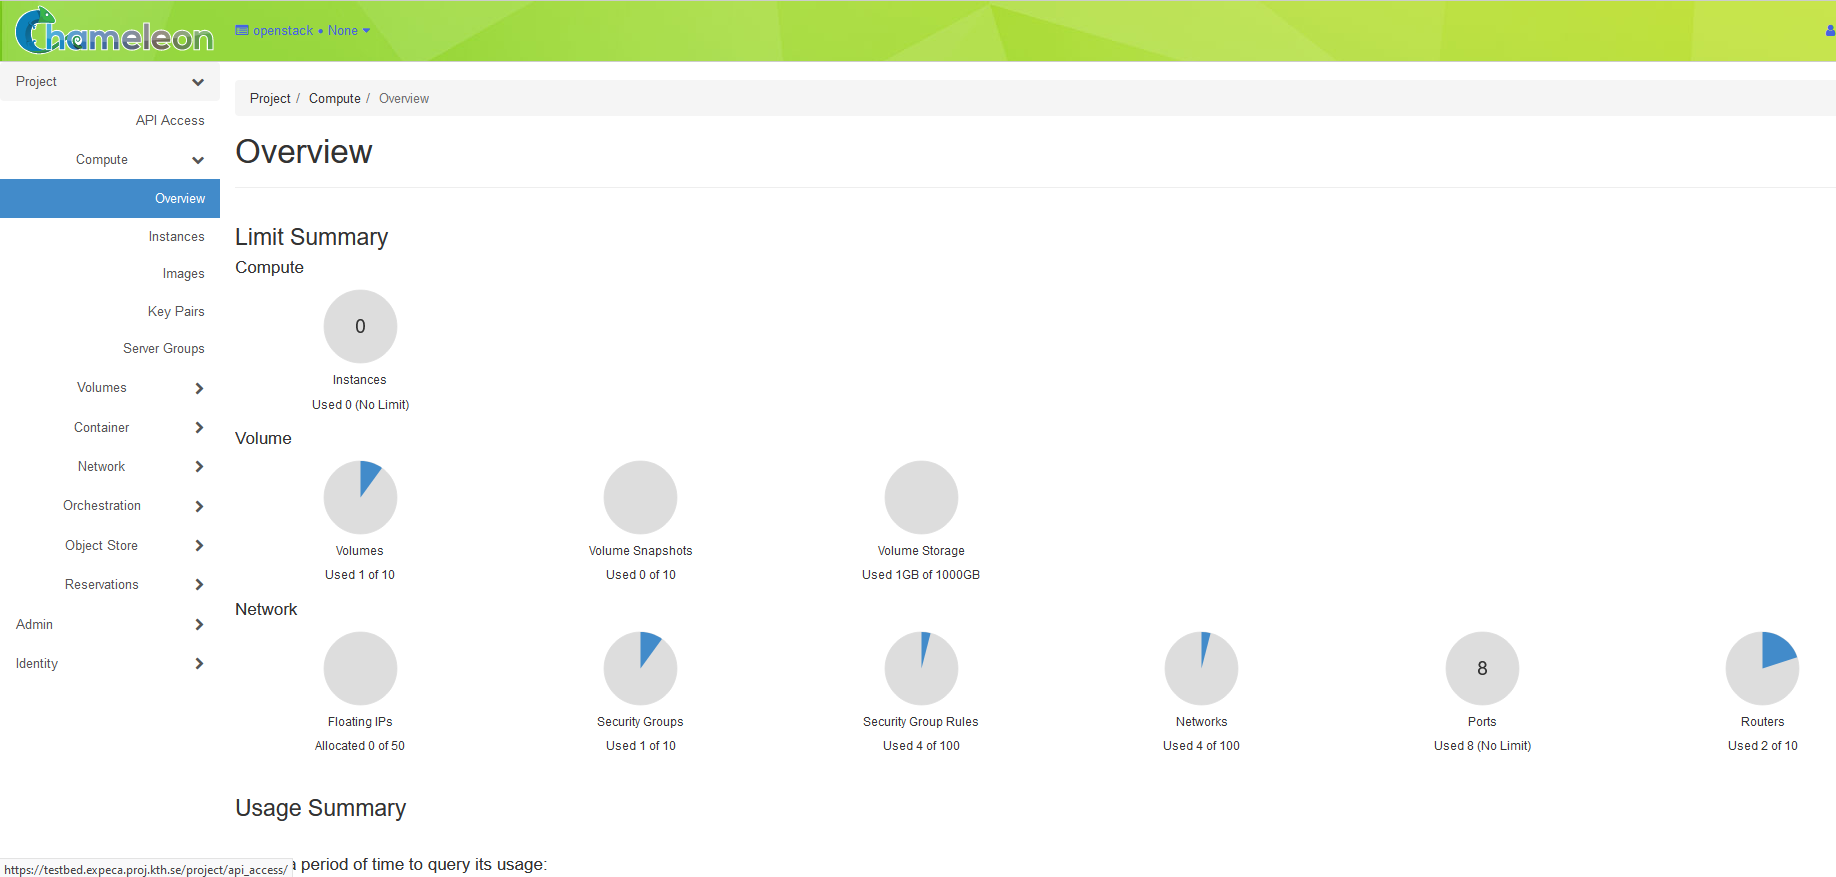 Chameleon
openstack • None
Project
API Access
Compute
Overview
Instances
Images
Key Pairs
Server Groups
Volumes
Container
Network
Orchestration
Object Store
Reservations
Admin
Identity
Project / Compute / Overview
Overview
Limit Summary
Compute
0
Instances
Used 0 (No Limit)
Volume
Volumes
Used 1 of 10
Volume Snapshots
Used 0 of 10
Volume Storage
Used 1GB of 1000GB
Network
Floating IPs
Allocated 0 of 50
Security Groups
Used 1 of 10
Security Group Rules
Used 4 of 100
Networks
Used 4 of 100
8
Ports
Used 8 (No Limit)
Routers
Used 2 of 10
Usage Summary
period of time to query its usage:
https://testbed.expeca.proj.kth.se/project/api_access/